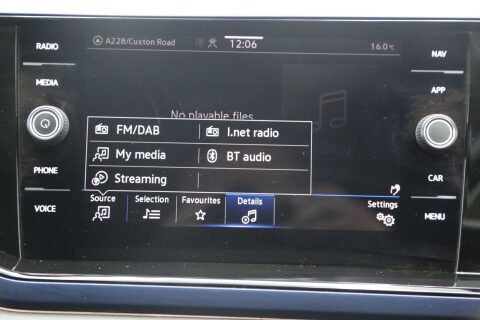 RADIO
MEDIA
PHONE
VOICE
A228/Cuxton Road
12:06
16.0°C
No playable files
FM/DAB
I.net radio
My media
BT audio
Streaming
Source
Selection
Favourites
Details
Settings
NAV
APP
CAR
MENU